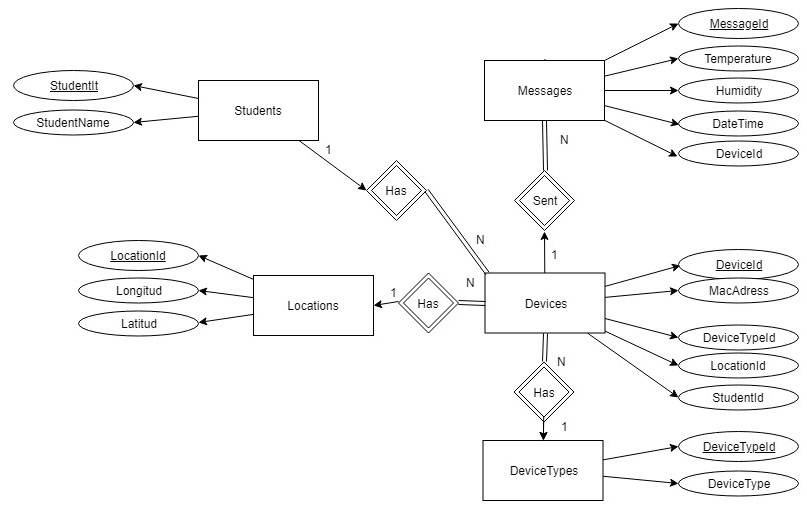 MessageId
Temperature
Messages
Humidity
DateTime
DeviceId
StudentIt
StudentName
Students
1
Has
N
N
Sent
1
LocationId
Longitud
Latitud
Locations
1
Has
N
Devices
DeviceId
MacAdress
DeviceTypeId
LocationId
StudentId
N
Has
1
DeviceTypes
DeviceTypeId
DeviceType